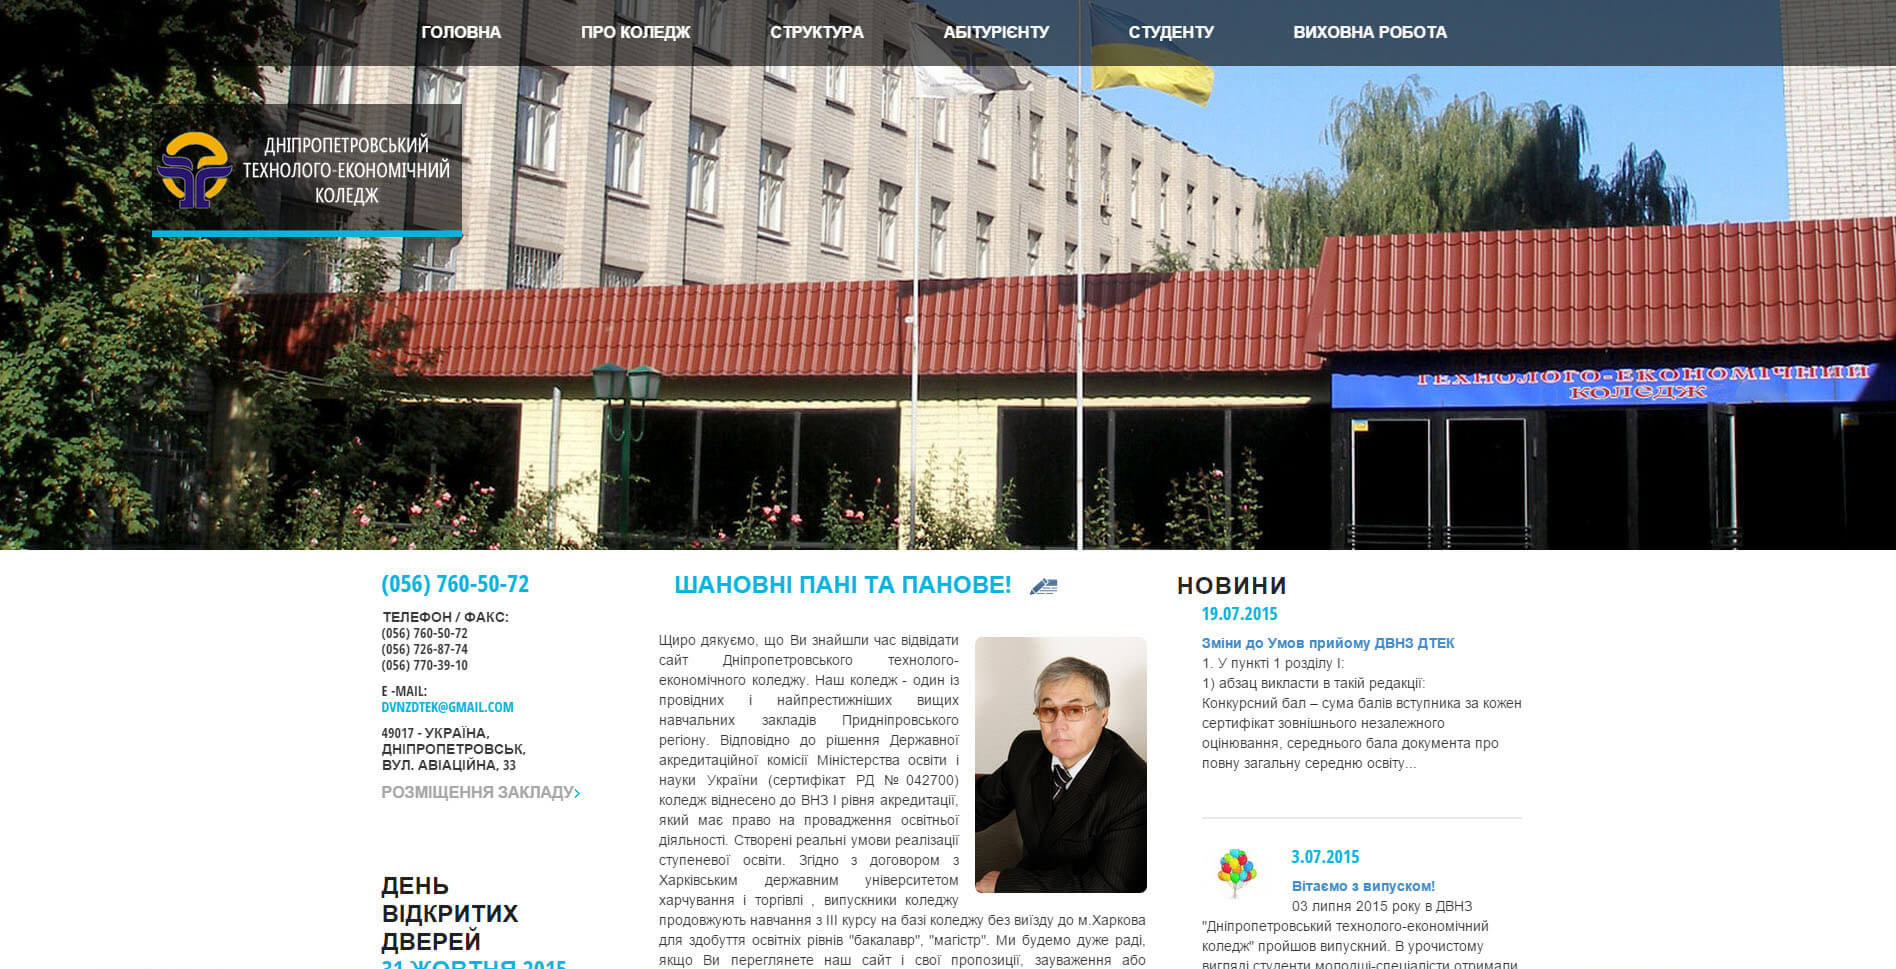 ГОЛОВНА ПРО КОЛЕДЖ СТРУКТУРА АБІТУРІЄНТУ СТУДЕНТУ ВИХОВНА РОБОТА
ДНІПРОПЕТРОВСЬКИЙ
ТЕХНОЛОГО-ЕКОНОМІЧНИЙ
КОЛЕДЖ
ТЕХНОЛОГО-ЕКОНОМІЧНИЙ
КОЛЕДЖ
(056) 760-50-72
ТЕЛЕФОН / ФАКС:
(056) 760-50-72
(056) 726-87-74
(056) 770-39-10
E -MAIL:
DVNZDTEK@GMAIL.COM
49017 - УКРАЇНА,
ДНІПРОПЕТРОВСЬК,
ВУЛ. АВІАЦІЙНА, 33
РОЗМІЩЕННЯ ЗАКЛАДУ
ДЕНЬ
ВІДКРИТИХ
ДВЕРЕЙ
31 ЖОВТНЯ 2015
ШАНОВНІ ПАНІ ТА ПАНОВЕ!
Щиро дякуємо, що Ви знайшли час відвідати
сайт Дніпропетровського технолого-
економічного коледжу. Наш коледж - один із
провідних і найпрестижніших вищих
навчальних закладів Придніпровського
регіону. Відповідно до рішення Державної
акредитаційної комісії Міністерства освіти і
науки України (сертифікат РД № 042700)
коледж віднесено до ВНЗ І рівня акредитації,
який має право на провадження освітньої
діяльності. Створені реальні умови реалізації
ступеневої освіти. Згідно з договором з
Харківським державним університетом
харчування і торгівлі , випускники коледжу
продовжують навчання з ІІІ курсу на базі коледжу без виїзду до м.Харкова
для здобуття освітніх рівнів "бакалавр", "магістр". Ми будемо дуже раді,
якщо Ви переглянете наш сайт і свої пропозиції, зауваження або
НОВИНИ
19.07.2015
Зміни до Умов прийому ДВНЗ ДТЕК
1. У пункті 1 розділу І:
1) абзац викласти в такій редакції:
Конкурсний бал – сума балів вступника за кожен
сертифікат зовнішнього незалежного
оцінювання, середнього бала документа про
повну загальну середню освіту...
3.07.2015
Вітаємо з випуском!
03 липня 2015 року в ДВНЗ
"Дніпропетровський технолого-економічний
коледж" пройшов випускний. В урочистому
вигляді студенти молодші-спеціалісти отримали